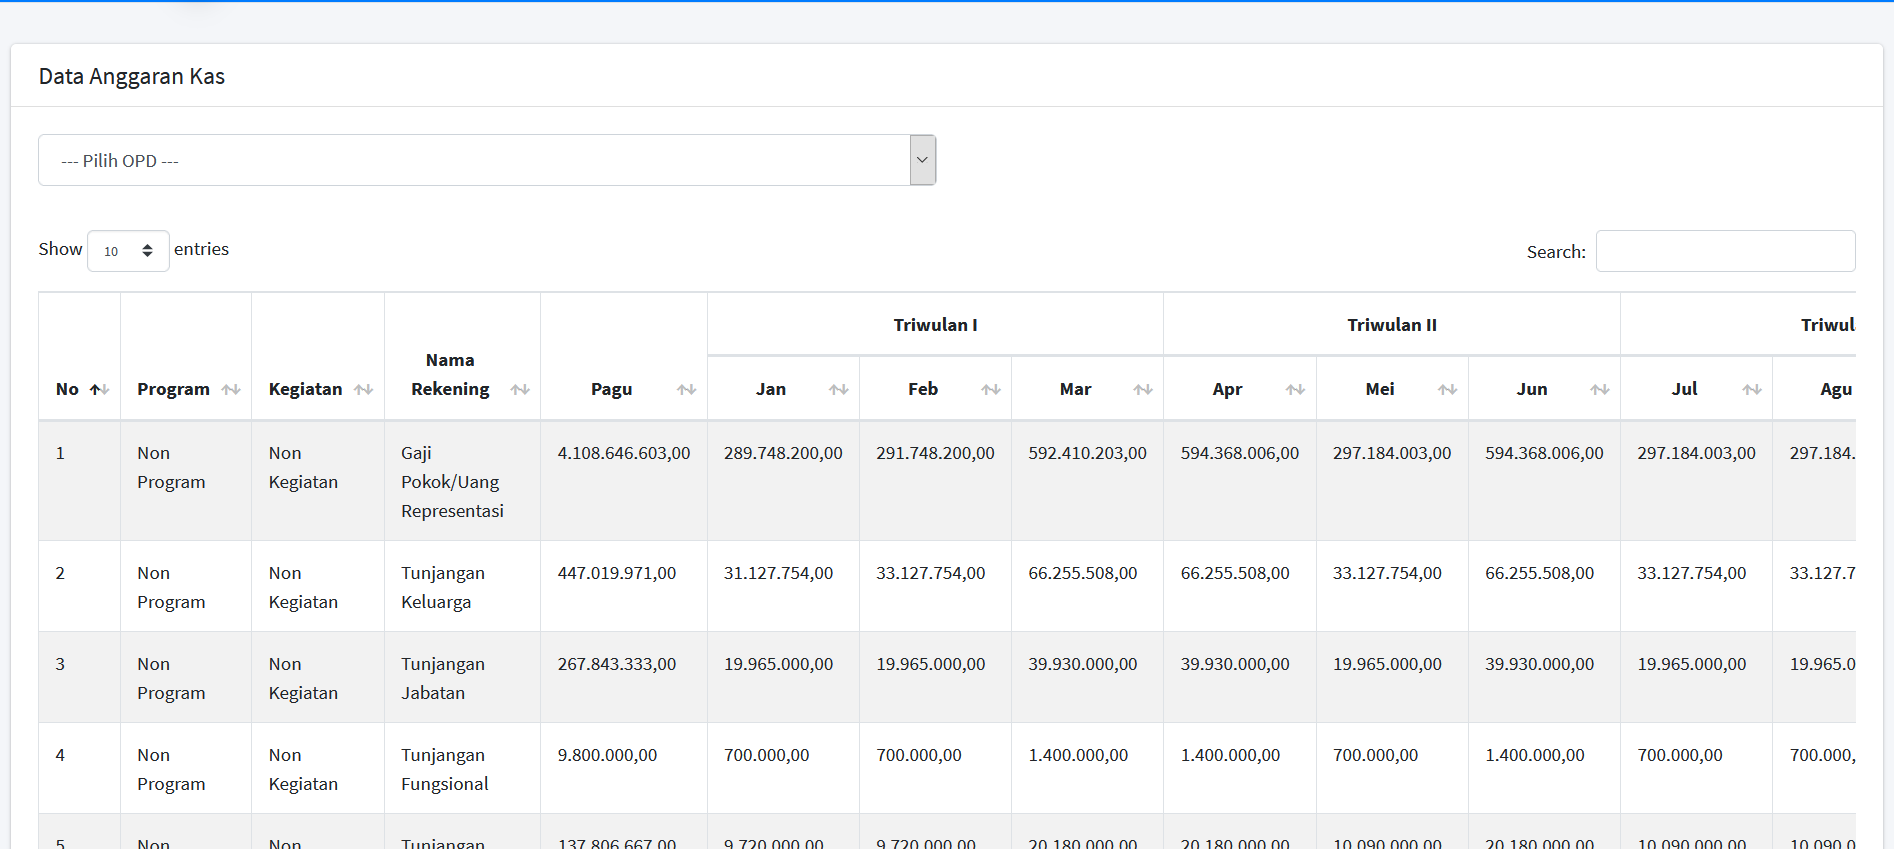 Data Anggaran Kas
--- Pilih OPD ---
Show 10 entries
Search:
Triwulan I Triwulan II Triwul
No Program Kegiatan Nama Rekening Pagu Jan Feb Mar Apr Mei Jun Jul Agu
1 Non Program Non Kegiatan Gaji Pokok/Uang Representasi 4.108.646.603,00 289.748.200,00 291.748.200,00 592.410.203,00 594.368.006,00 297.184.003,00 594.368.006,00 297.184.003,00 297.184.
2 Non Program Non Kegiatan Tunjangan Keluarga 447.019.971,00 31.127.754,00 33.127.754,00 66.255.508,00 66.255.508,00 33.127.754,00 66.255.508,00 33.127.754,00 33.127.7
3 Non Program Non Kegiatan Tunjangan Jabatan 267.843.333,00 19.965.000,00 19.965.000,00 39.930.000,00 39.930.000,00 19.965.000,00 39.930.000,00 19.965.000,00 19.965.0
4 Non Program Non Kegiatan Tunjangan Fungsional 9.800.000,00 700.000,00 700.000,00 1.400.000,00 1.400.000,00 700.000,00 1.400.000,00 700.000,00 700.000,
5 Non Non Tunjangan 137.806.667,00 9.720.000,00 9.720.000,00 20.180.000,00 20.180.000,00 10.090.000,00 20.180.000,00 10.090.000,00 10.090.0